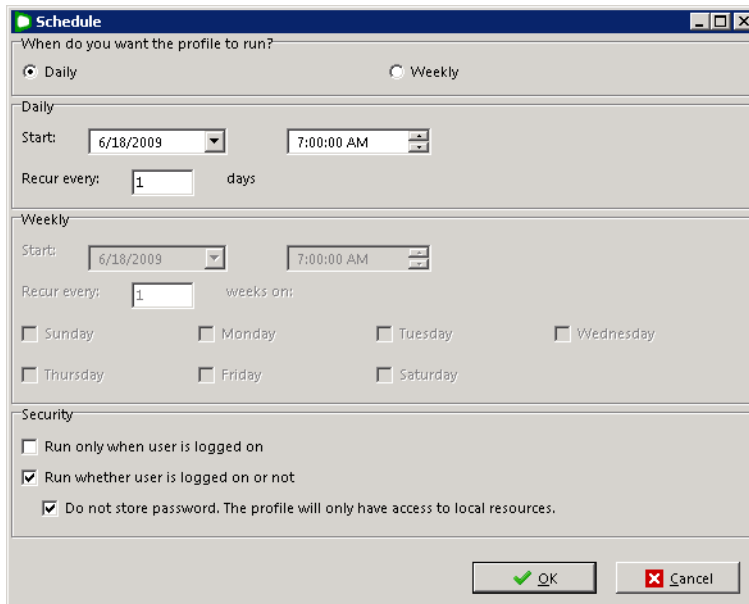 Schedule
When do you want the profile to run?
Daily Weekly
Daily
Start: 6/18/2009 7:00:00 AM
Recur every: 1 days
Weekly
Start: 6/18/2009 7:00:00 AM
Recur every: 1 weeks on:
Sunday Monday Tuesday Wednesday
Thursday Friday Saturday
Security
Run only when user is logged on
Run whether user is logged on or not
Do not store password. The profile will only have access to local resources.
OK Cancel